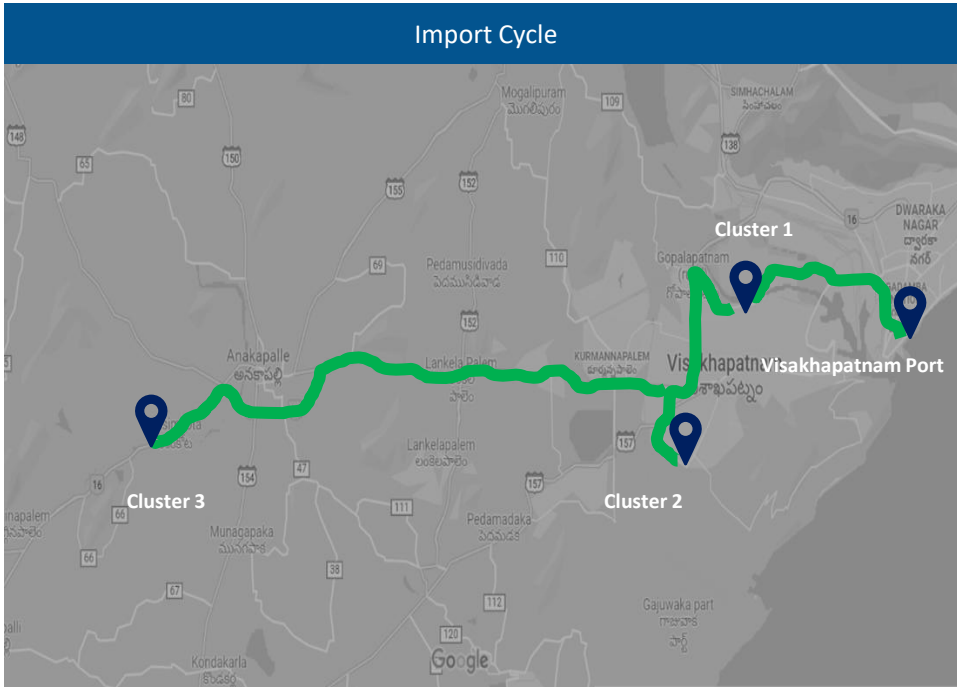 Import Cycle
Mogalipuram
మొగలిపురం
SIMHACHALAM
సింహాచలం
80
109
148
65
150
138
155
152
16
DWARAKA
NAGAR
ద్వారకా
నగర్
Cluster 1
110
Gopalapatnam
69
Pedamusidivada
పెదముసిడివాడ
152
Anakapalle
అనకాపల్లి
Lankela Palem
పాలెం
KURMANNAPALEM
కూర్మన్నపాలెం
Visakhapatnam
Visakhapatnam Port
157
Lankelapalem
లంకెలపాలెం
47
154
16
157
Cluster 3
Cluster 2
66
111
Munagapaka
మునగపాక
Pedamadaka
పెదమడక
66
38
67
112
Gajuwaka part
గాజువాక
పార్ట్
120
Kondakarla
Google